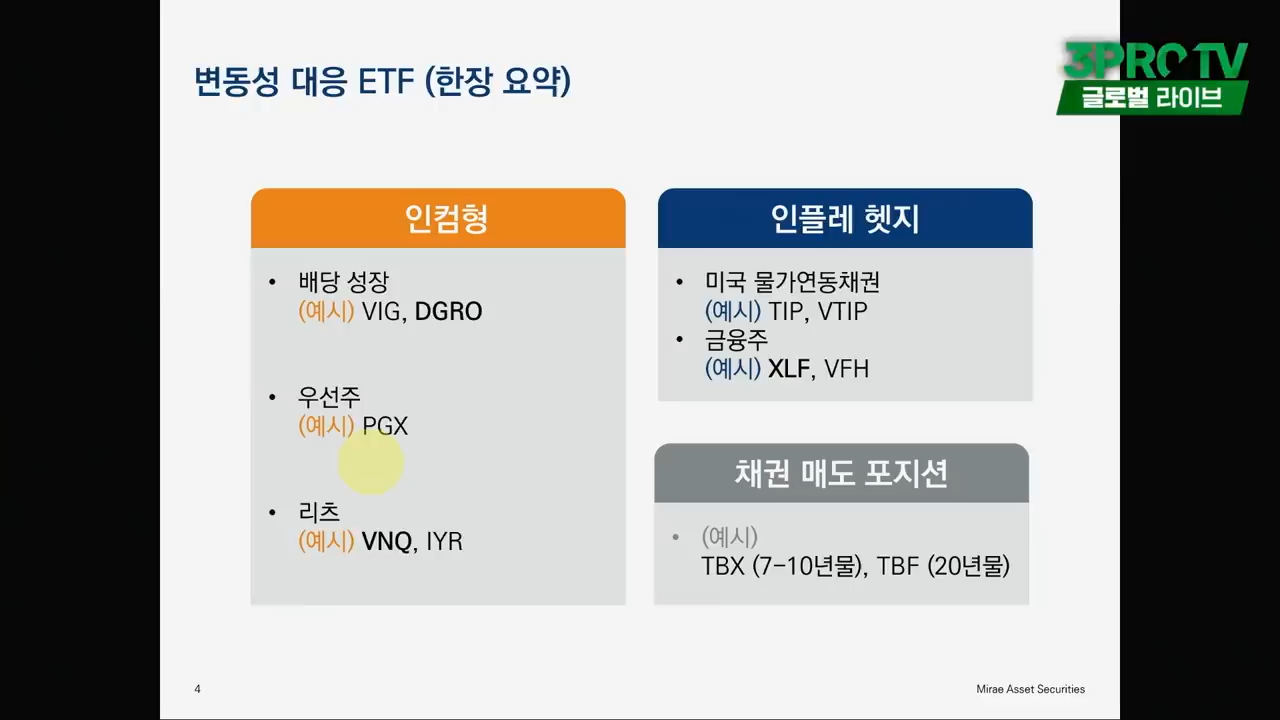 3PRO TV
글로벌 라이브
변동성 대응 ETF (한장 요약)
인컴형
• 배당 성장
(예시) VIG, DGRO
• 우선주
(예시) PGX
• 리츠
(예시) VNQ, IYR
인플레 헷지
• 미국 물가연동채권
(예시) TIP, VTIP
• 금융주
(예시) XLF, VFH
채권 매도 포지션
• (예시)
TBX (7-10년물), TBF (20년물)
4
Mirae Asset Securities